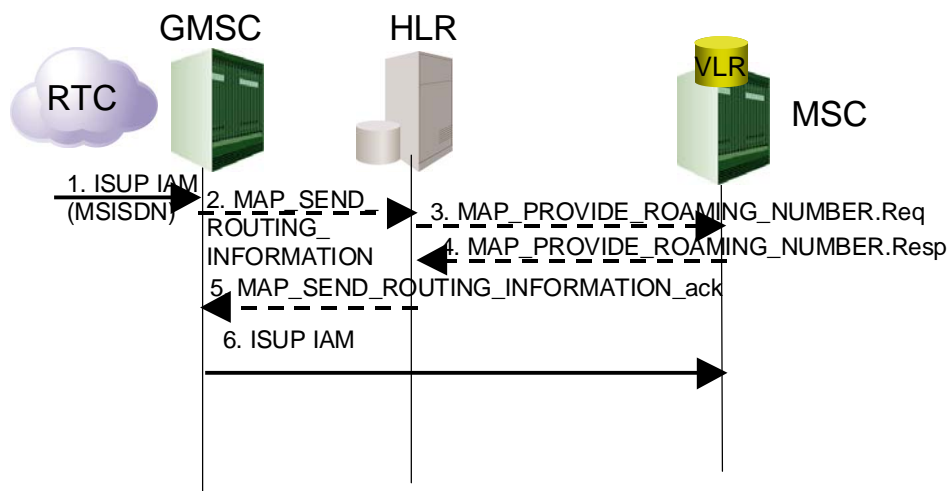 GMSC
HLR
VLR
RTC
MSC
1. ISUP IAM
(MSISDN)
2. MAP_SEND_
ROUTING_
INFORMATION
3. MAP_PROVIDE_ROAMING_NUMBER.Req
4. MAP_PROVIDE_ROAMING_NUMBER.Resp
5. MAP_SEND_ROUTING_INFORMATION_ack
6. ISUP IAM